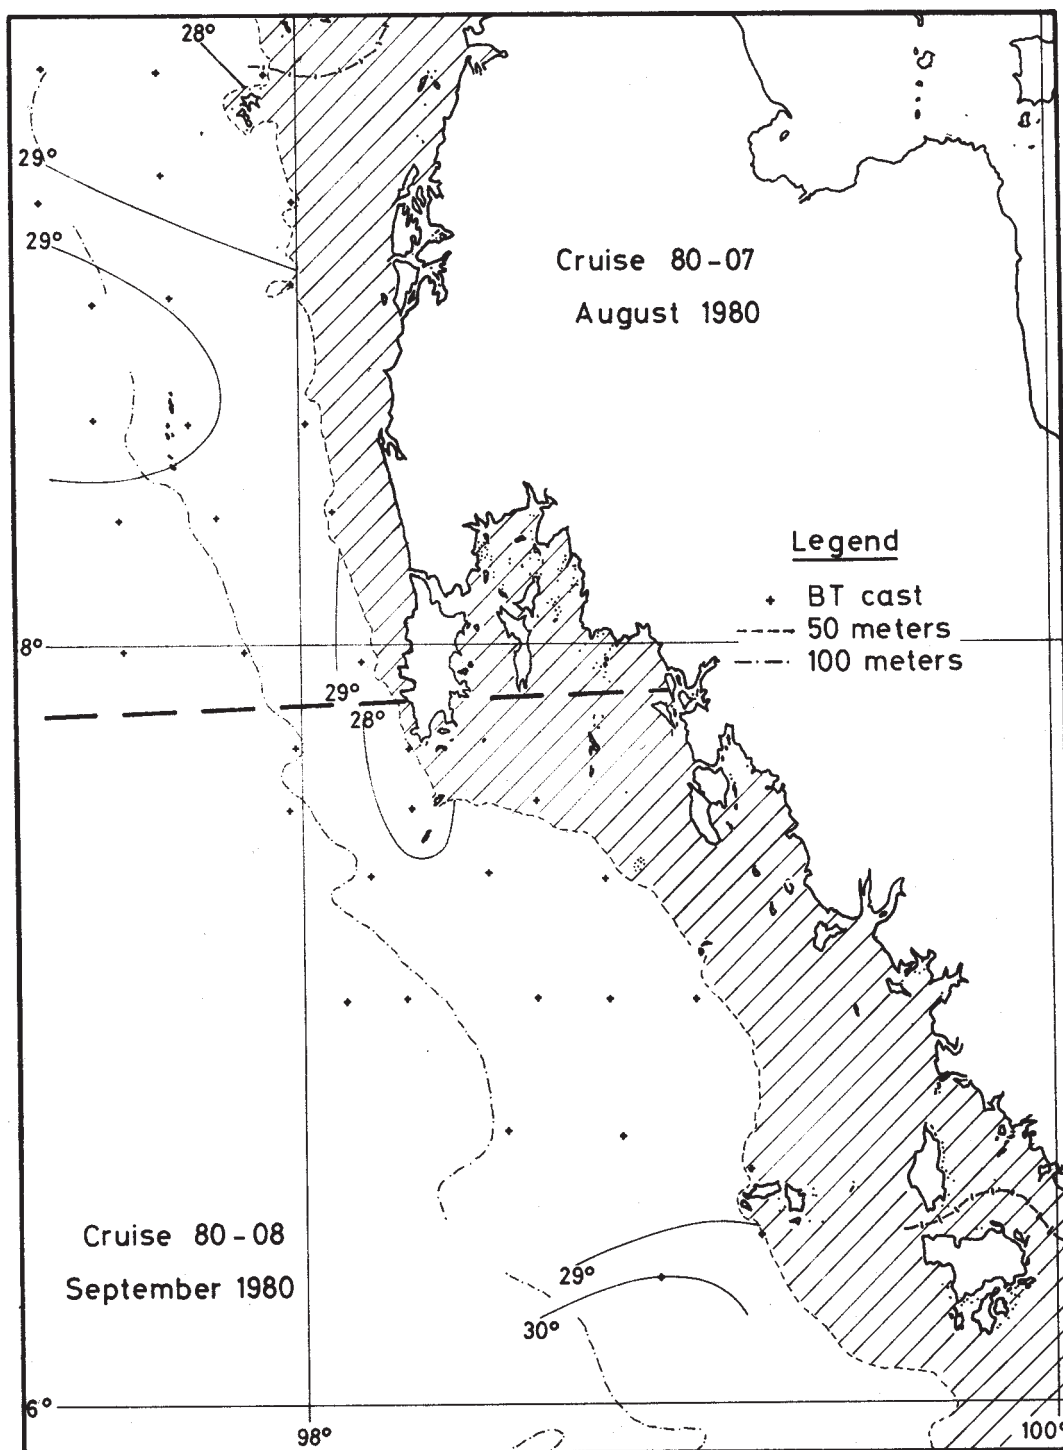 28°
29°
29°
Cruise 80-07
August 1980
Legend
BT cast
50 meters
100 meters
8°
29°
28°
Cruise 80-08
September 1980
29°
30°
6°
98°
100°